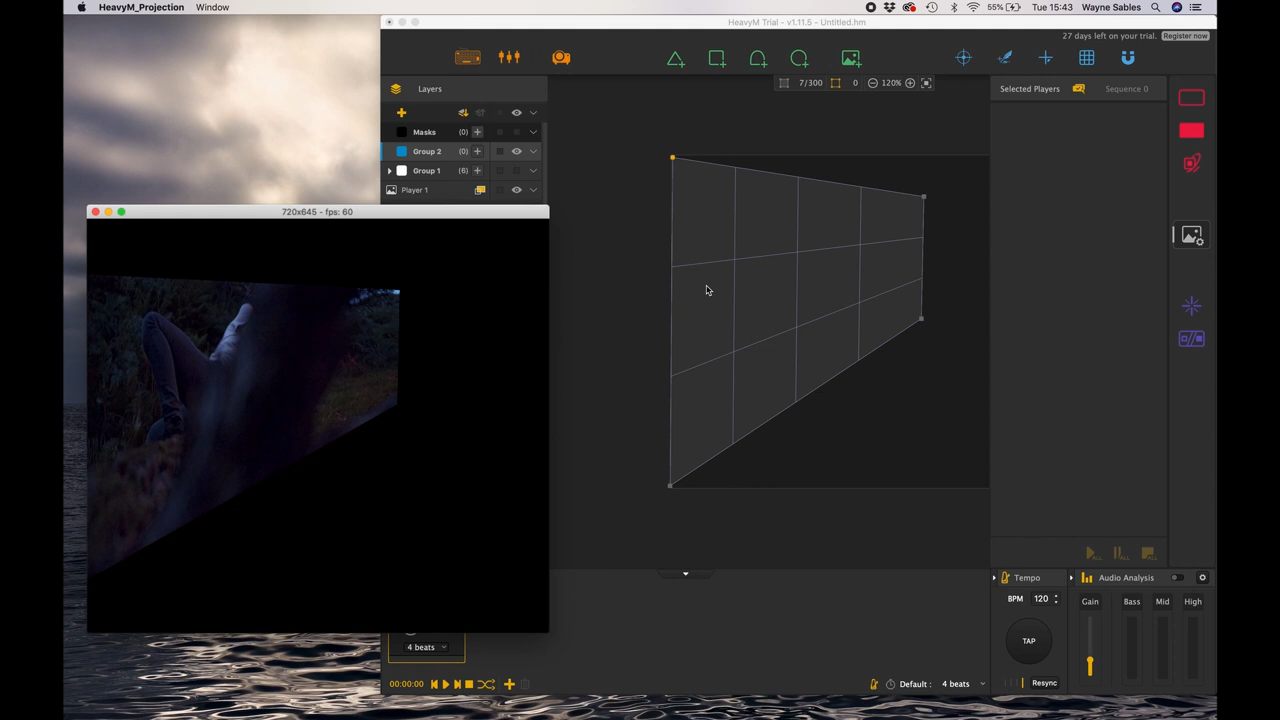 HeavyM_Projection Window
55% Tue 15:43 Wayne Sables
HeavyM Trial - v1.11.5 - Untitled.hm
27 days left on your trial. Register now
7/300 0 120%
Layers
Selected Players Sequence 0
Masks (0)
Group 2 (0)
Group 1 (6)
Player 1
720x645 - fps: 60
ALL ALL ALL
Tempo Audio Analysis
BPM 120 Gain Bass Mid High
TAP
4 beats
00:00:00 Default : 4 beats Resync